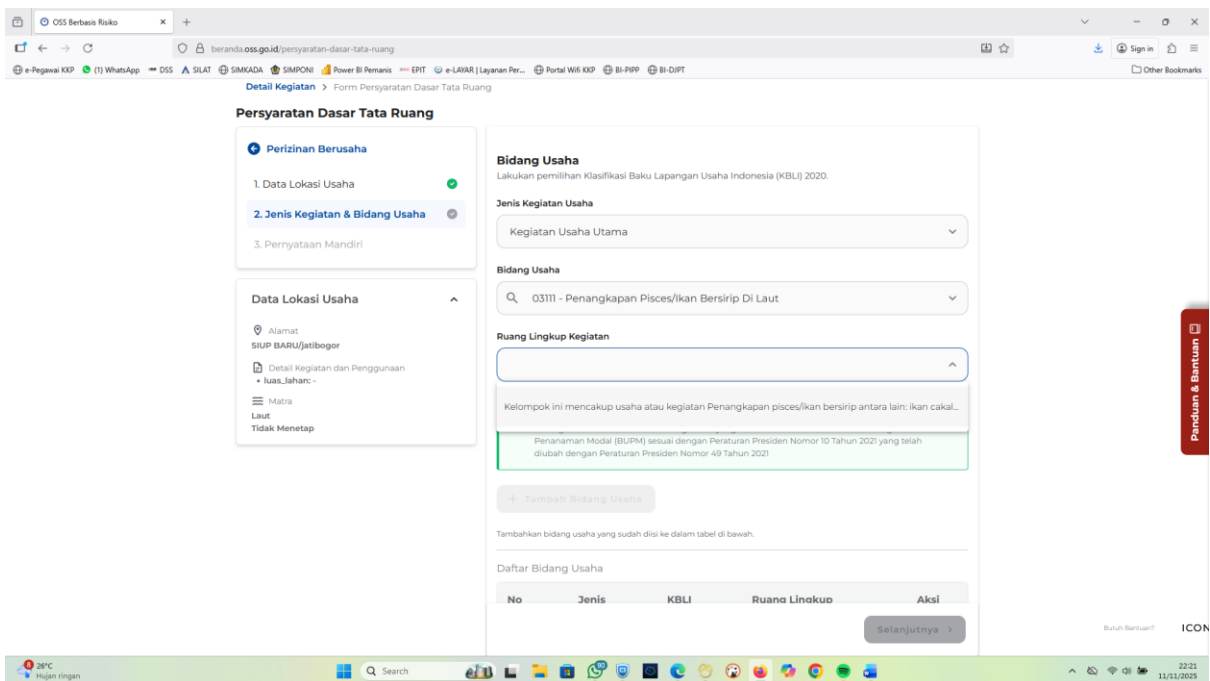 OSS Berbasis Risiko
beranda.oss.go.id/persyaratan-dasar-tata-ruang
Sign in
e-Pegawai KKP (1) WhatsApp DSS SILAT SIMKADA SIMPONI Power BI Pemanis EPIT e-LAYAR | Layanan Per... Portal Wifi KKP BI-PIPP BI-DJPT Other Bookmarks
Detail Kegiatan > Form Persyaratan Dasar Tata Ruang
Persyaratan Dasar Tata Ruang
Perizinan Berusaha
1. Data Lokasi Usaha
2. Jenis Kegiatan & Bidang Usaha
3. Pernyataan Mandiri
Data Lokasi Usaha
Alamat
SIUP BARU/jatibogor
Detail Kegiatan dan Penggunaan
• luas_lahan: -
Matra
Laut
Tidak Menetap
Bidang Usaha
Lakukan pemilihan Klasifikasi Baku Lapangan Usaha Indonesia (KBLI) 2020.
Jenis Kegiatan Usaha
Kegiatan Usaha Utama
Bidang Usaha
03111 - Penangkapan Pisces/Ikan Bersirip Di Laut
Ruang Lingkup Kegiatan
Kelompok ini mencakup usaha atau kegiatan Penangkapan pisces/ikan bersirip antara lain: ikan cakal...
Penanaman Modal (BUPM) sesuai dengan Peraturan Presiden Nomor 10 Tahun 2021 yang telah
diubah dengan Peraturan Presiden Nomor 49 Tahun 2021
+ Tambah Bidang Usaha
Tambahkan bidang usaha yang sudah diisi ke dalam tabel di bawah.
Daftar Bidang Usaha
No Jenis KBLI Ruang Lingkup Aksi
Selanjutnya >
Panduan & Bantuan
Butuh Bantuan?
ICON
8
26°C
Hujan ringan
Search
90
22:21
11/11/2025